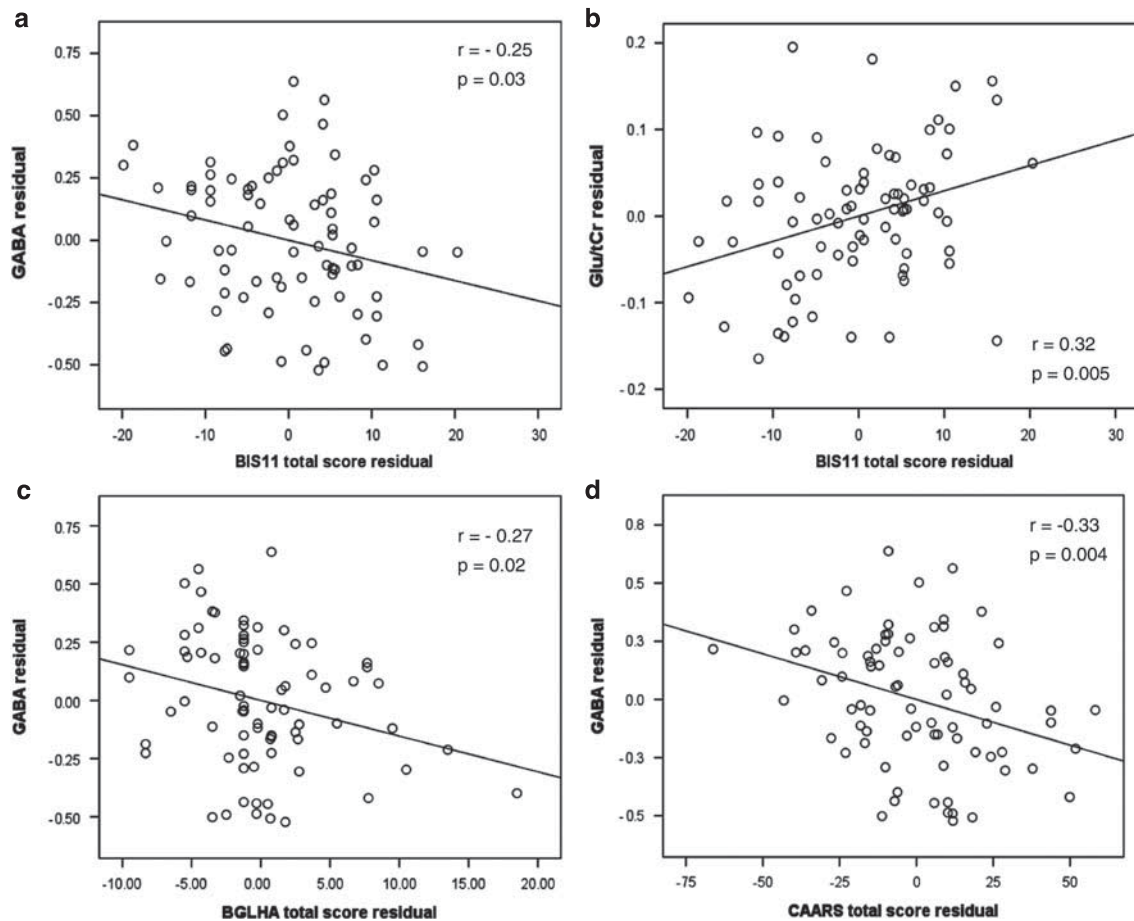 a
r = - 0.25
p = 0.03
0.75
0.50
0.25
0.00
-0.25
-0.50
GABA residual
-20 -10 0 10 20 30
BIS11 total score residual
b
r = 0.32
p = 0.005
0.2
0.1
0.0
-0.1
-0.2
Glu/tCr residual
-20 -10 0 10 20 30
BIS11 total score residual
c
r = - 0.27
p = 0.02
0.75
0.50
0.25
0.00
-0.25
-0.50
GABA residual
-10.00 -5.00 0.00 5.00 10.00 15.00 20.00
BGLHA total score residual
d
r = -0.33
p = 0.004
0.8
0.5
0.3
0.0
-0.3
-0.5
GABA residual
-75 -50 -25 0 25 50
CAARS total score residual